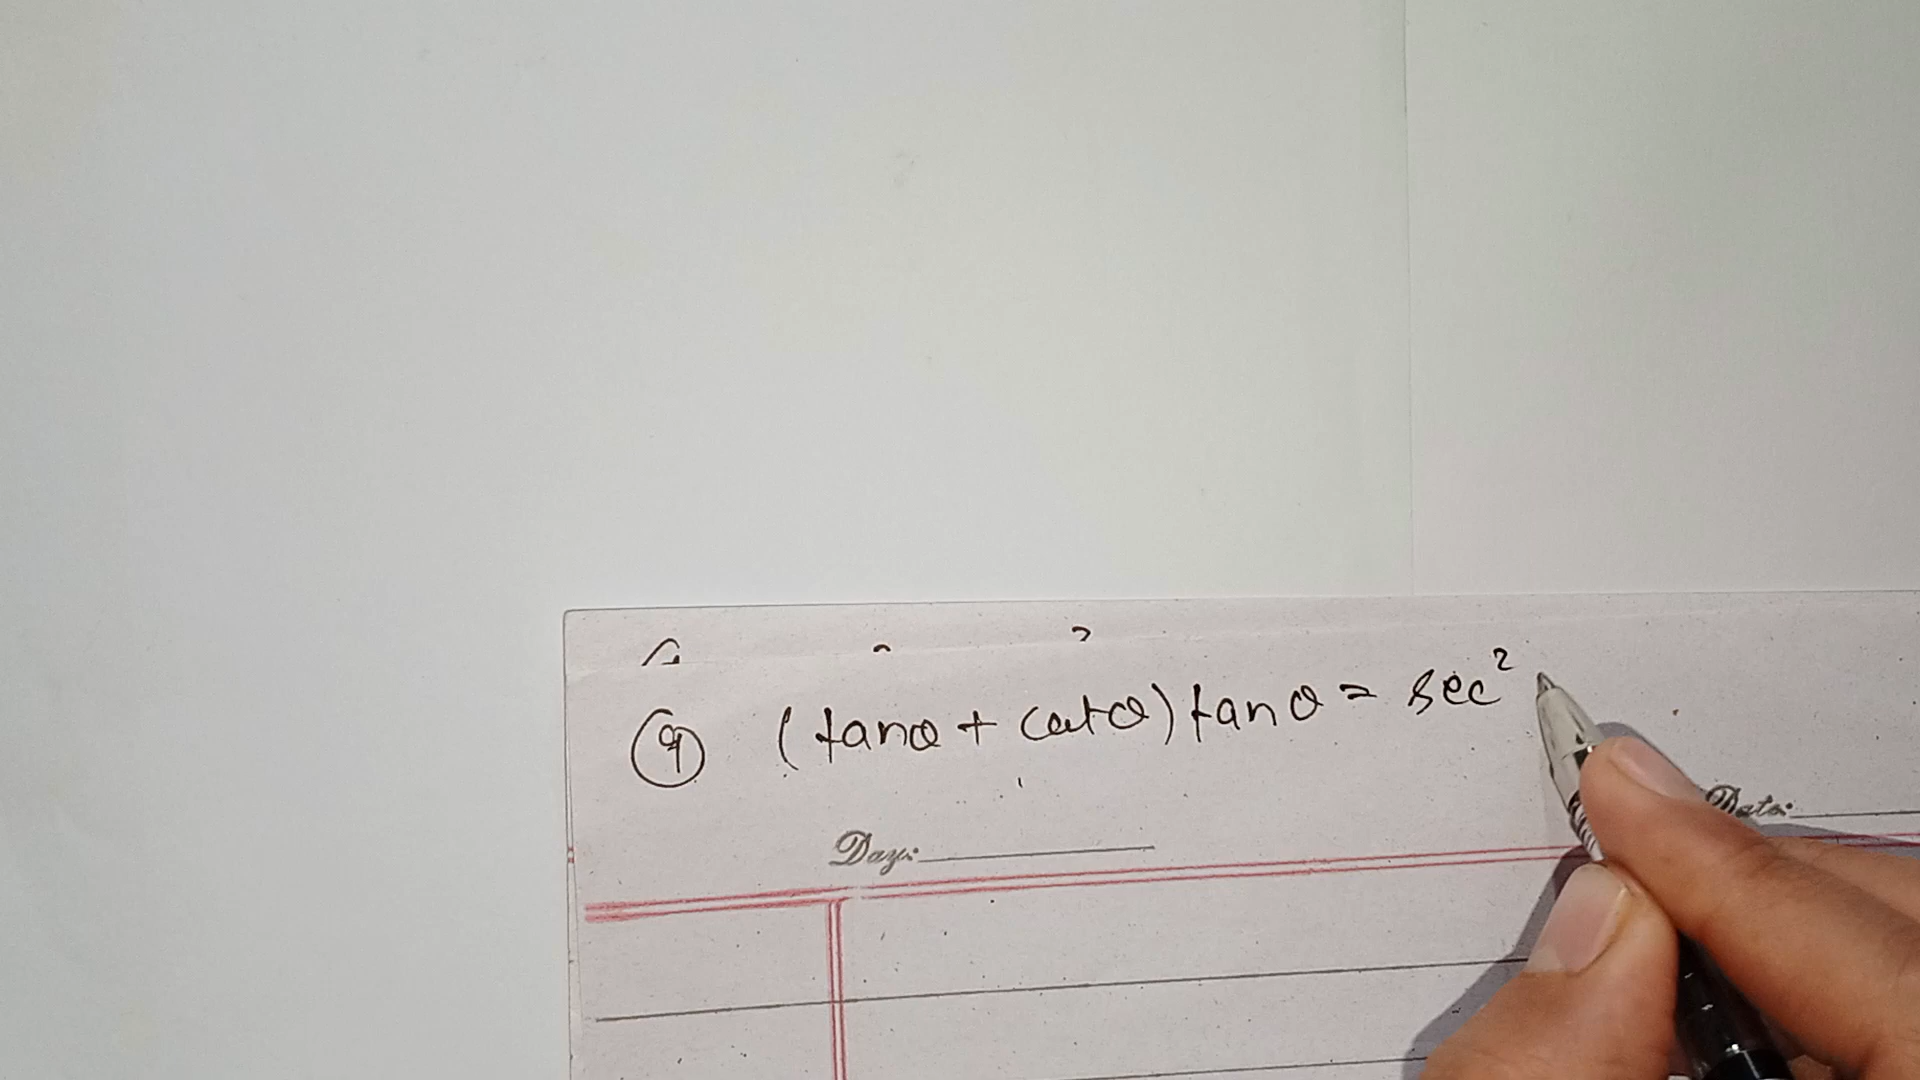 9 (tanθ + cotθ) tanθ = sec²
Day:
Date: